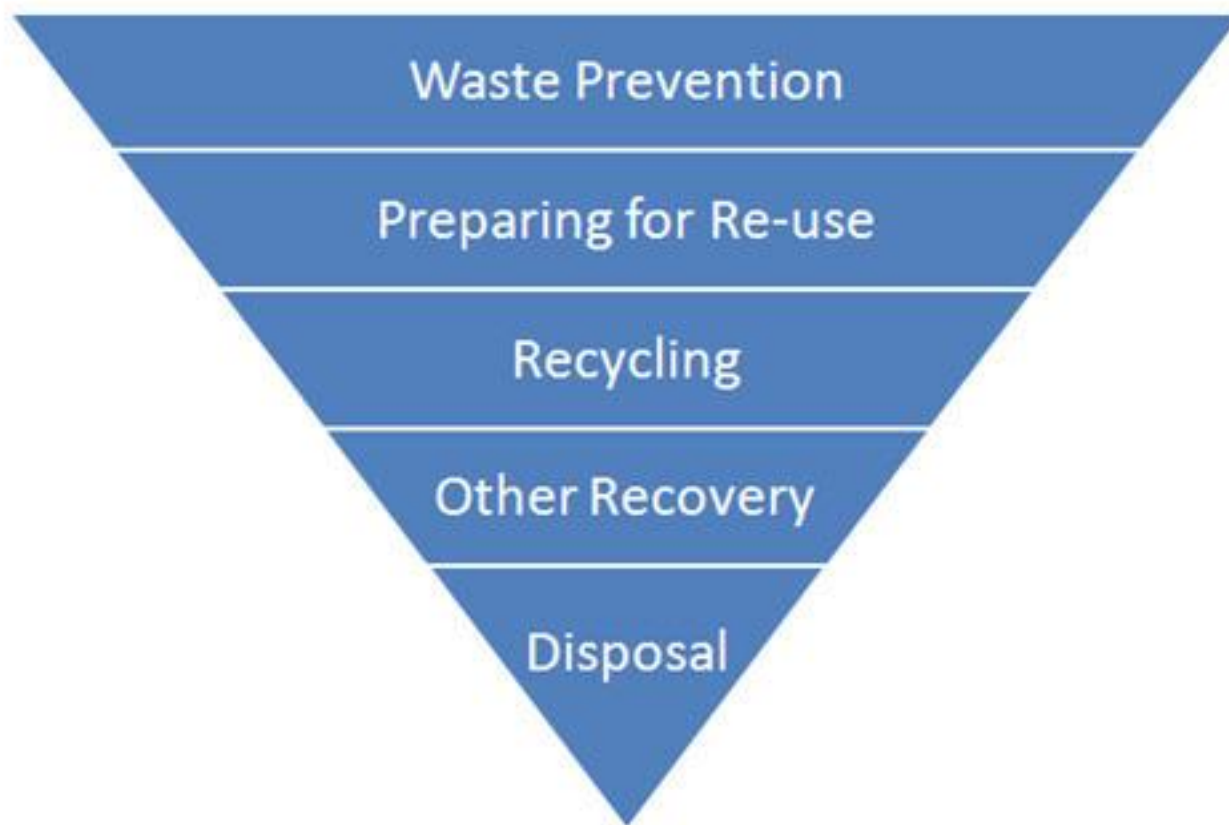 Waste Prevention
Preparing for Re-use
Recycling
Other Recovery
Disposal